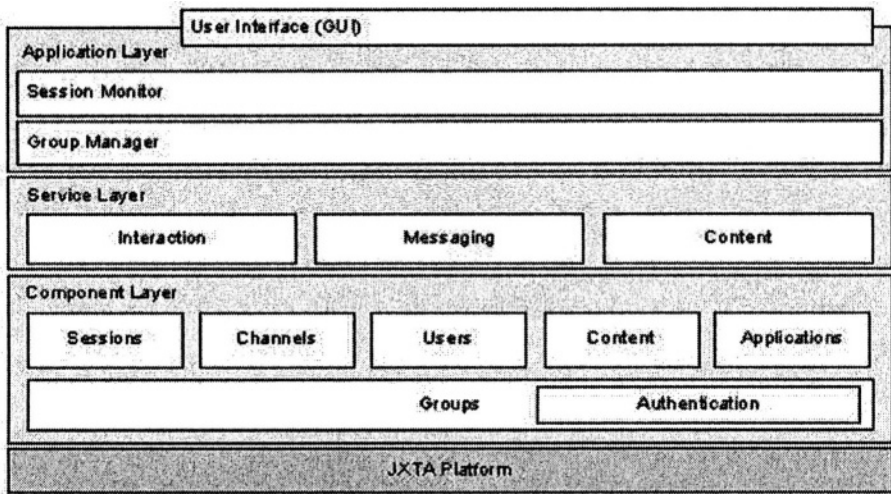 User Interface (GUI)
Application Layer
Session Monitor
Group Manager
Service Layer
Interaction
Messaging
Content
Component Layer
Sessions
Channels
Users
Content
Applications
Groups
Authentication
JXTA Platform